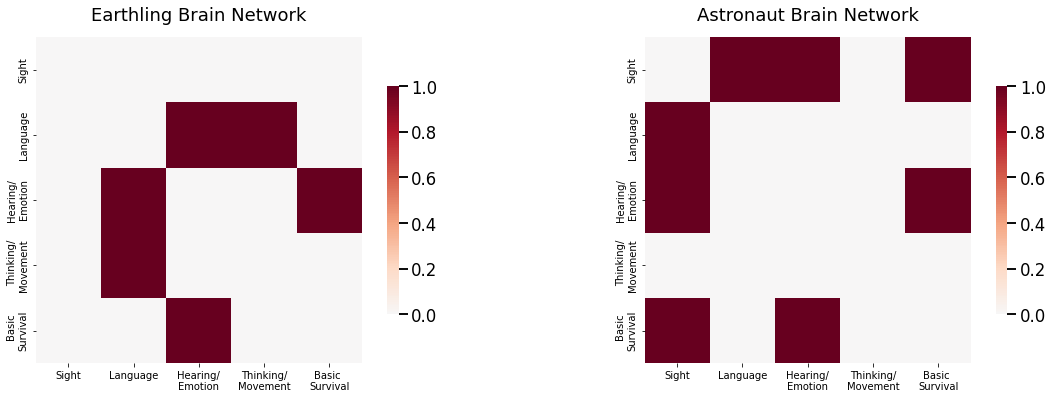 Earthling Brain Network
Astronaut Brain Network
Sight
Language
Hearing/
Emotion
Thinking/
Movement
Basic
Survival
Sight
Language
Hearing/
Emotion
Thinking/
Movement
Basic
Survival
1.0
0.8
0.6
0.4
0.2
0.0
Sight
Language
Hearing/
Emotion
Thinking/
Movement
Basic
Survival
Sight
Language
Hearing/
Emotion
Thinking/
Movement
Basic
Survival
1.0
0.8
0.6
0.4
0.2
0.0